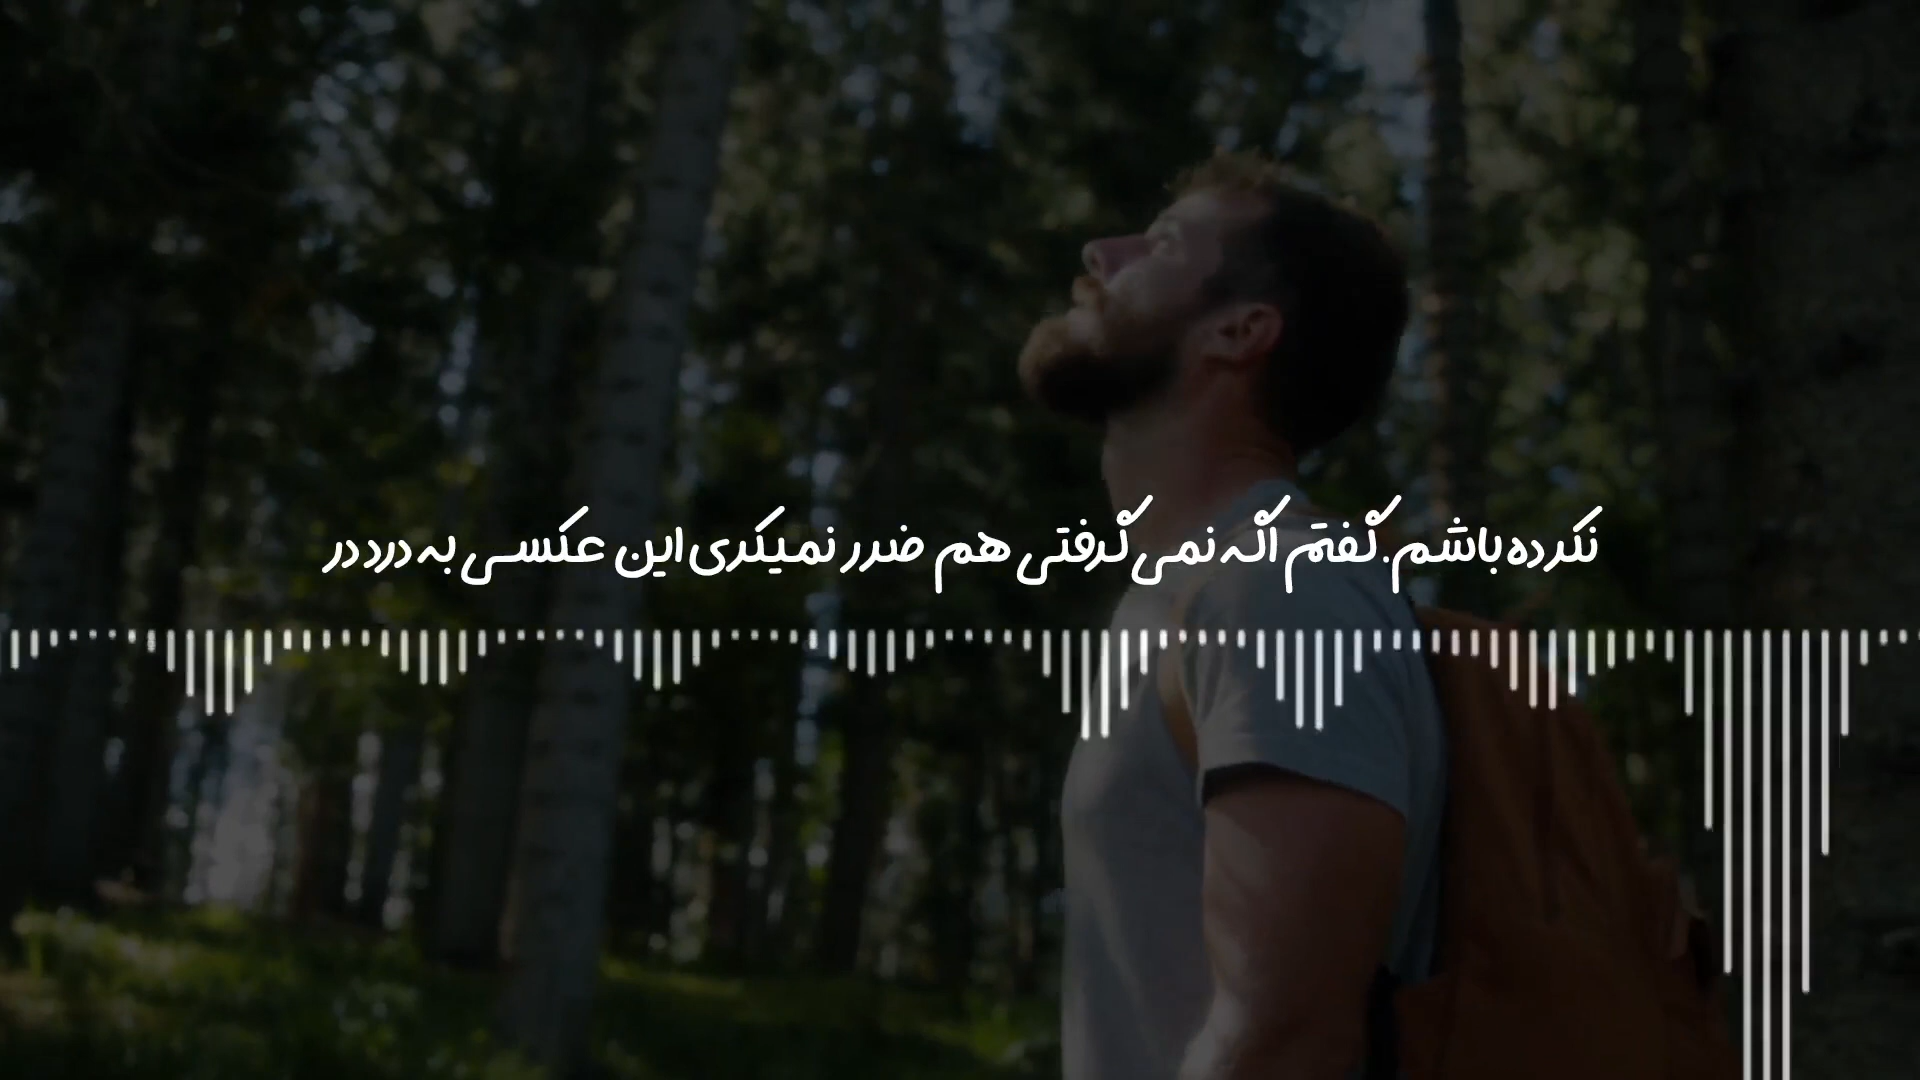 نکرده باشم. گفتم اگه نمی گرفتی هم ضرر نمیکری این عکسی به درد در